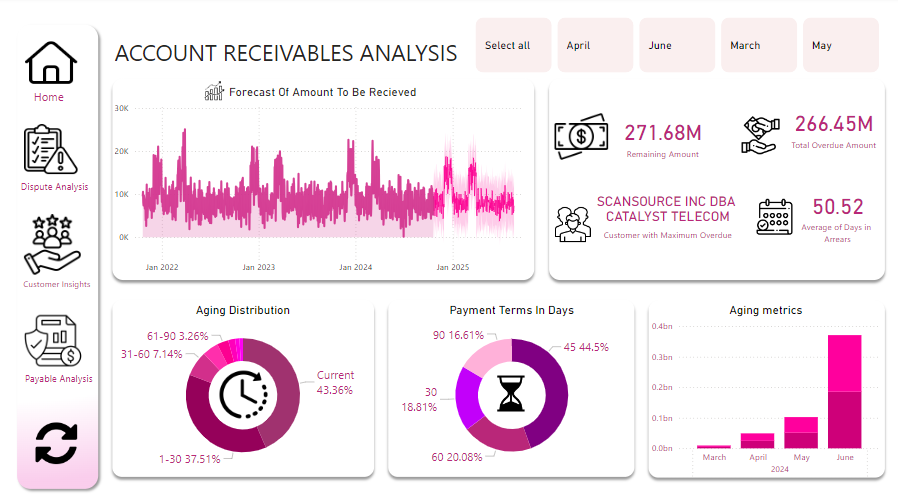 ACCOUNT RECEIVABLES ANALYSIS
Select all
April
June
March
May
Home
Dispute Analysis
Customer Insights
Payable Analysis
Forecast Of Amount To Be Recieved
30K
20K
10K
0K
Jan 2022
Jan 2023
Jan 2024
Jan 2025
271.68M
Remaining Amount
266.45M
Total Overdue Amount
SCANSOURCE INC DBA
CATALYST TELECOM
Customer with Maximum Overdue
50.52
Average of Days in
Arrears
Aging Distribution
61-90 3.26%
31-60 7.14%
Current
43.36%
1-30 37.51%
Payment Terms In Days
90 16.61%
45 44.5%
30
18.81%
60 20.08%
Aging metrics
0.4bn
0.3bn
0.2bn
0.1bn
0.0bn
March
April
May
June
2024